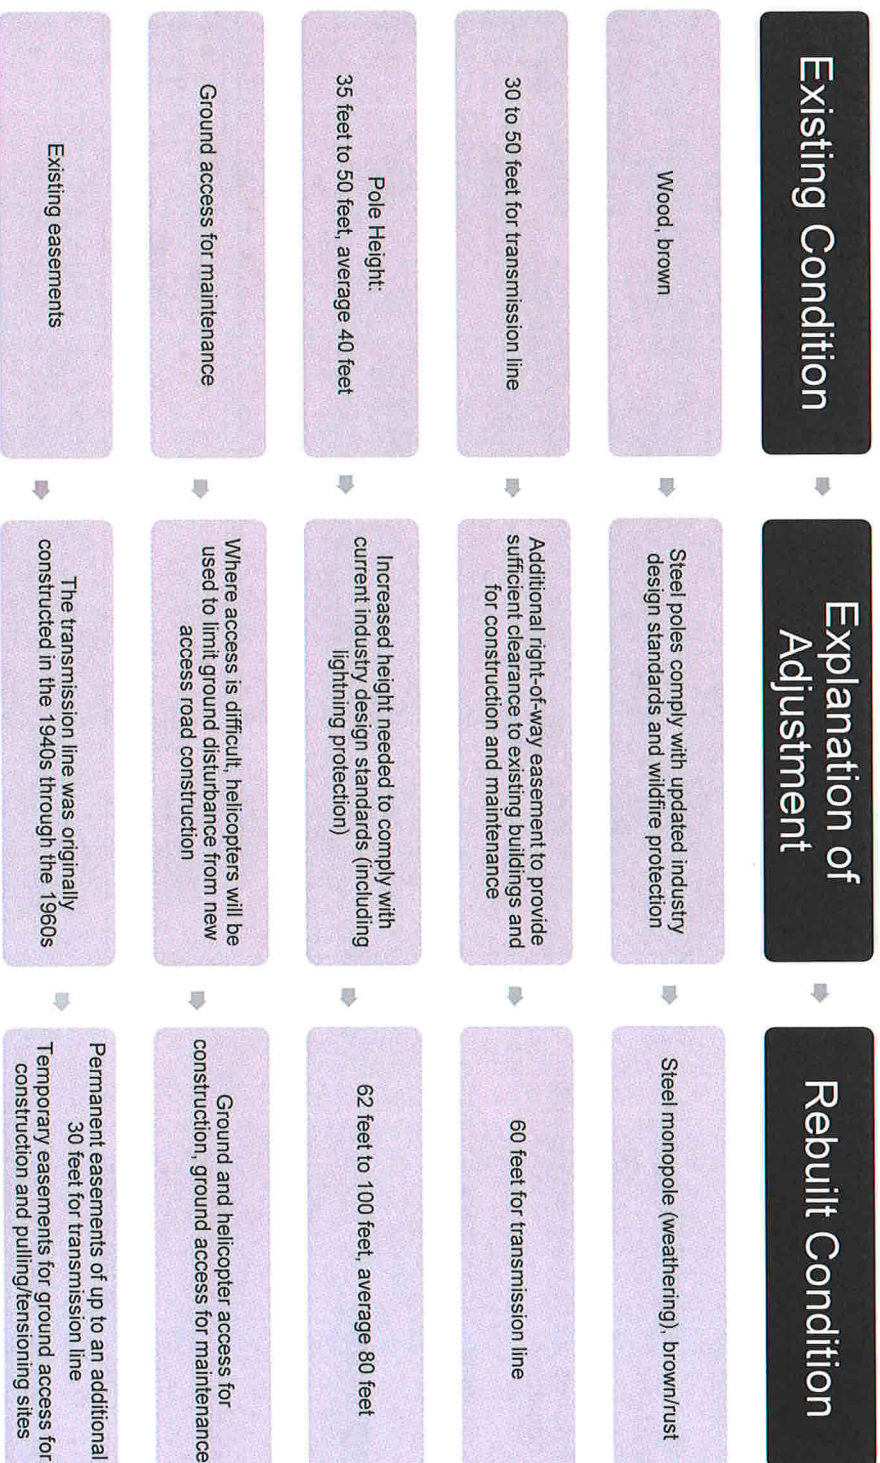 Existing Condition
Explanation of
Adjustment
Rebuilt Condition
Wood, brown
Steel poles comply with updated industry
design standards and wildfire protection
Steel monopole (weathering), brown/rust
30 to 50 feet for transmission line
Additional right-of-way easement to provide
sufficient clearance to existing buildings and
for construction and maintenance
60 feet for transmission line
Pole Height:
35 feet to 50 feet, average 40 feet
Increased height needed to comply with
current industry design standards (including
lightning protection)
62 feet to 100 feet, average 80 feet
Ground access for maintenance
Where access is difficult, helicopters will be
used to limit ground disturbance from new
access road construction
Ground and helicopter access for
construction, ground access for maintenance
Existing easements
The transmission line was originally
constructed in the 1940s through the 1960s
Permanent easements of up to an additional
30 feet for transmission line
Temporary easements for ground access for
construction and pulling/tensioning sites